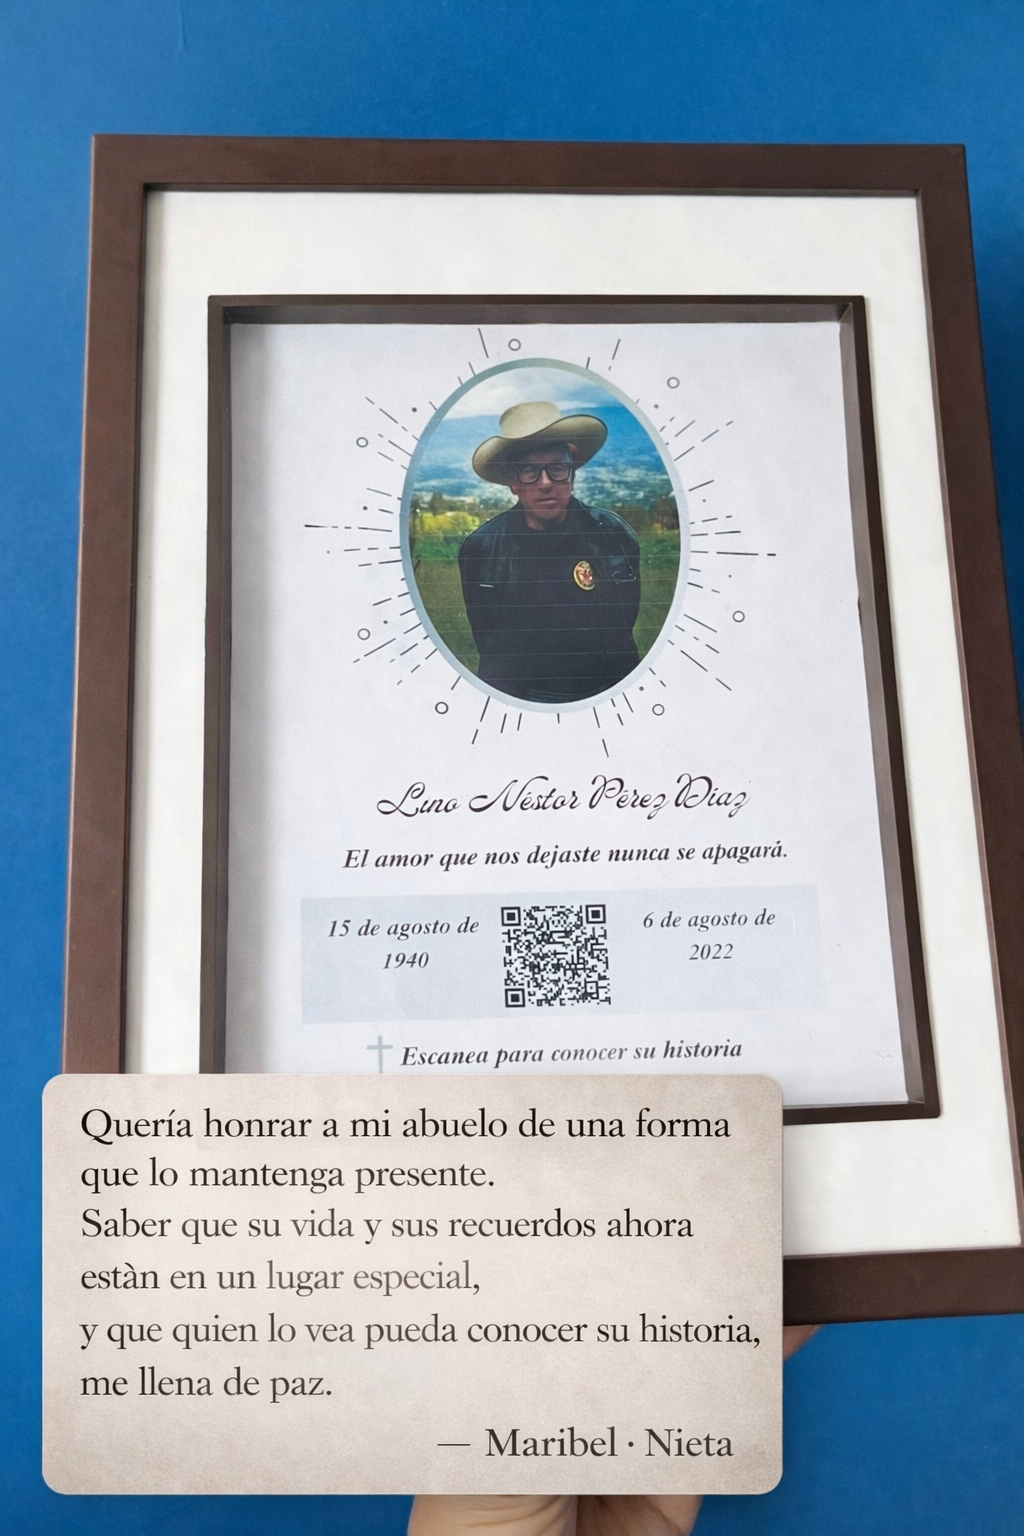 Lino Néstor Pérez Díaz
El amor que nos dejaste nunca se apagará.
15 de agosto de
1940
6 de agosto de
2022
Escanea para conocer su historia
Quería honrar a mi abuelo de una forma
que lo mantenga presente.
Saber que su vida y sus recuerdos ahora
estàn en un lugar especial,
y que quien lo vea pueda conocer su historia,
me llena de paz.
— Maribel · Nieta